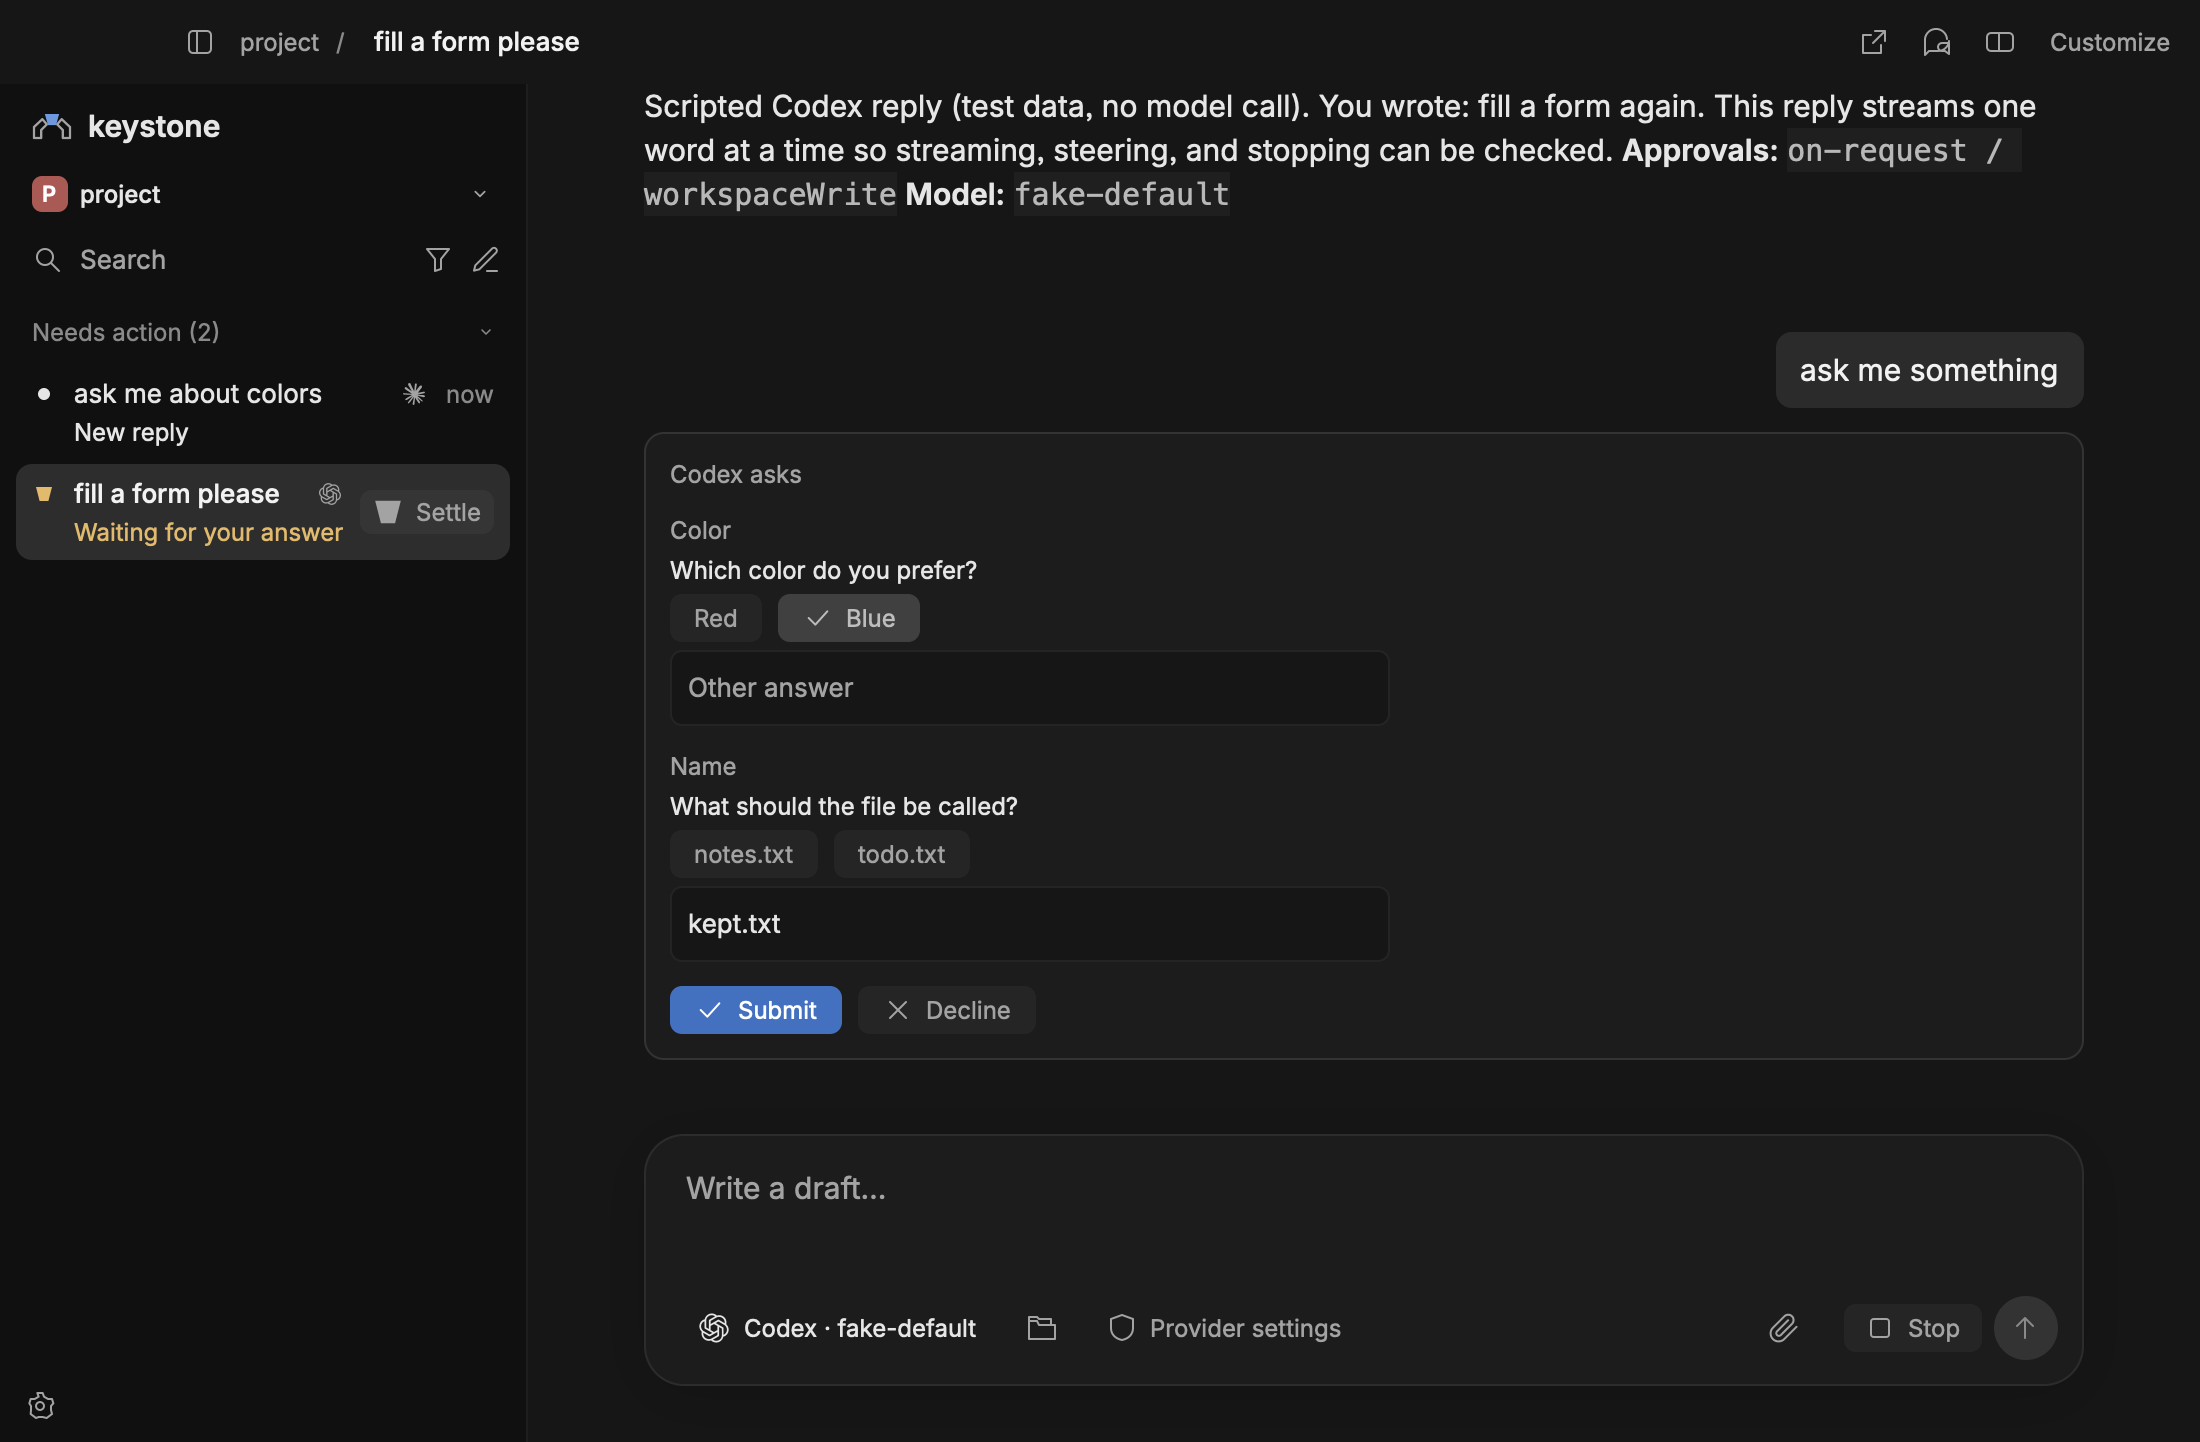 project / fill a form please
Customize
keystone
P project
Search
Needs action (2)
ask me about colors now
New reply
fill a form please
Waiting for your answer
Settle
Scripted Codex reply (test data, no model call). You wrote: fill a form again. This reply streams one
word at a time so streaming, steering, and stopping can be checked. Approvals: on-request /
workspaceWrite Model: fake-default
ask me something
Codex asks
Color
Which color do you prefer?
Red Blue
Other answer
Name
What should the file be called?
notes.txt todo.txt
kept.txt
Submit Decline
Write a draft...
Codex · fake-default Provider settings Stop